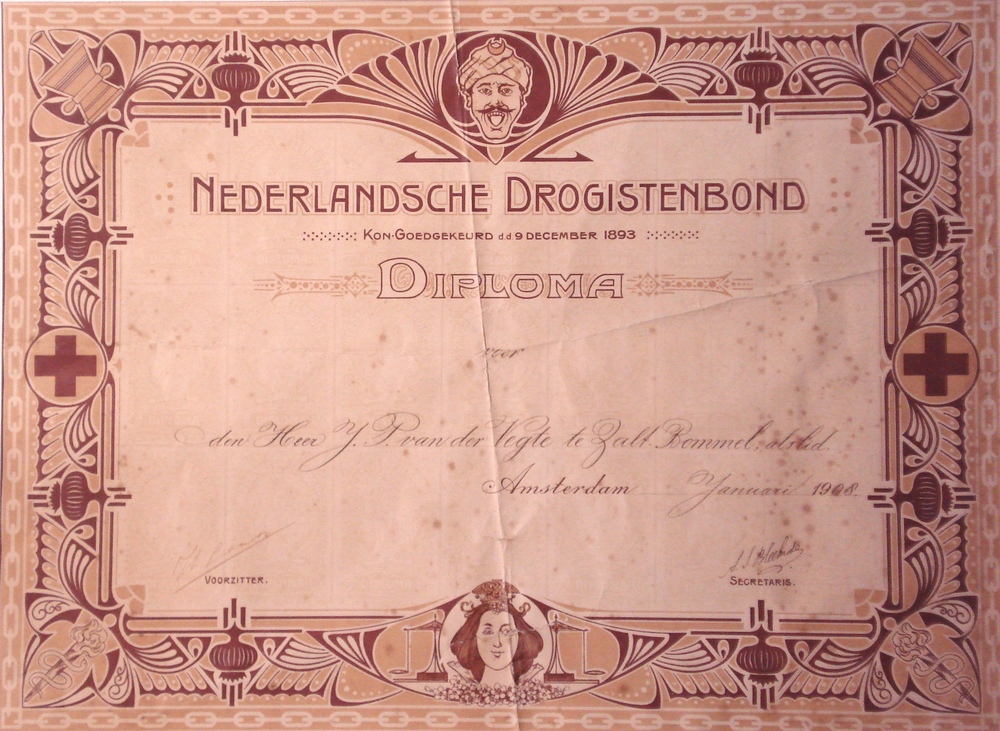 NEDERLANDSCHE DROGISTENBOND
KON. GOEDGEKEURD d.d 9 DECEMBER 1893
DIPLOMA
voor
den Heer J. P. van der Vegte te Zalt-Bommel, als lid.
Amsterdam Januari 1908.
VOORZITTER.
SECRETARIS.